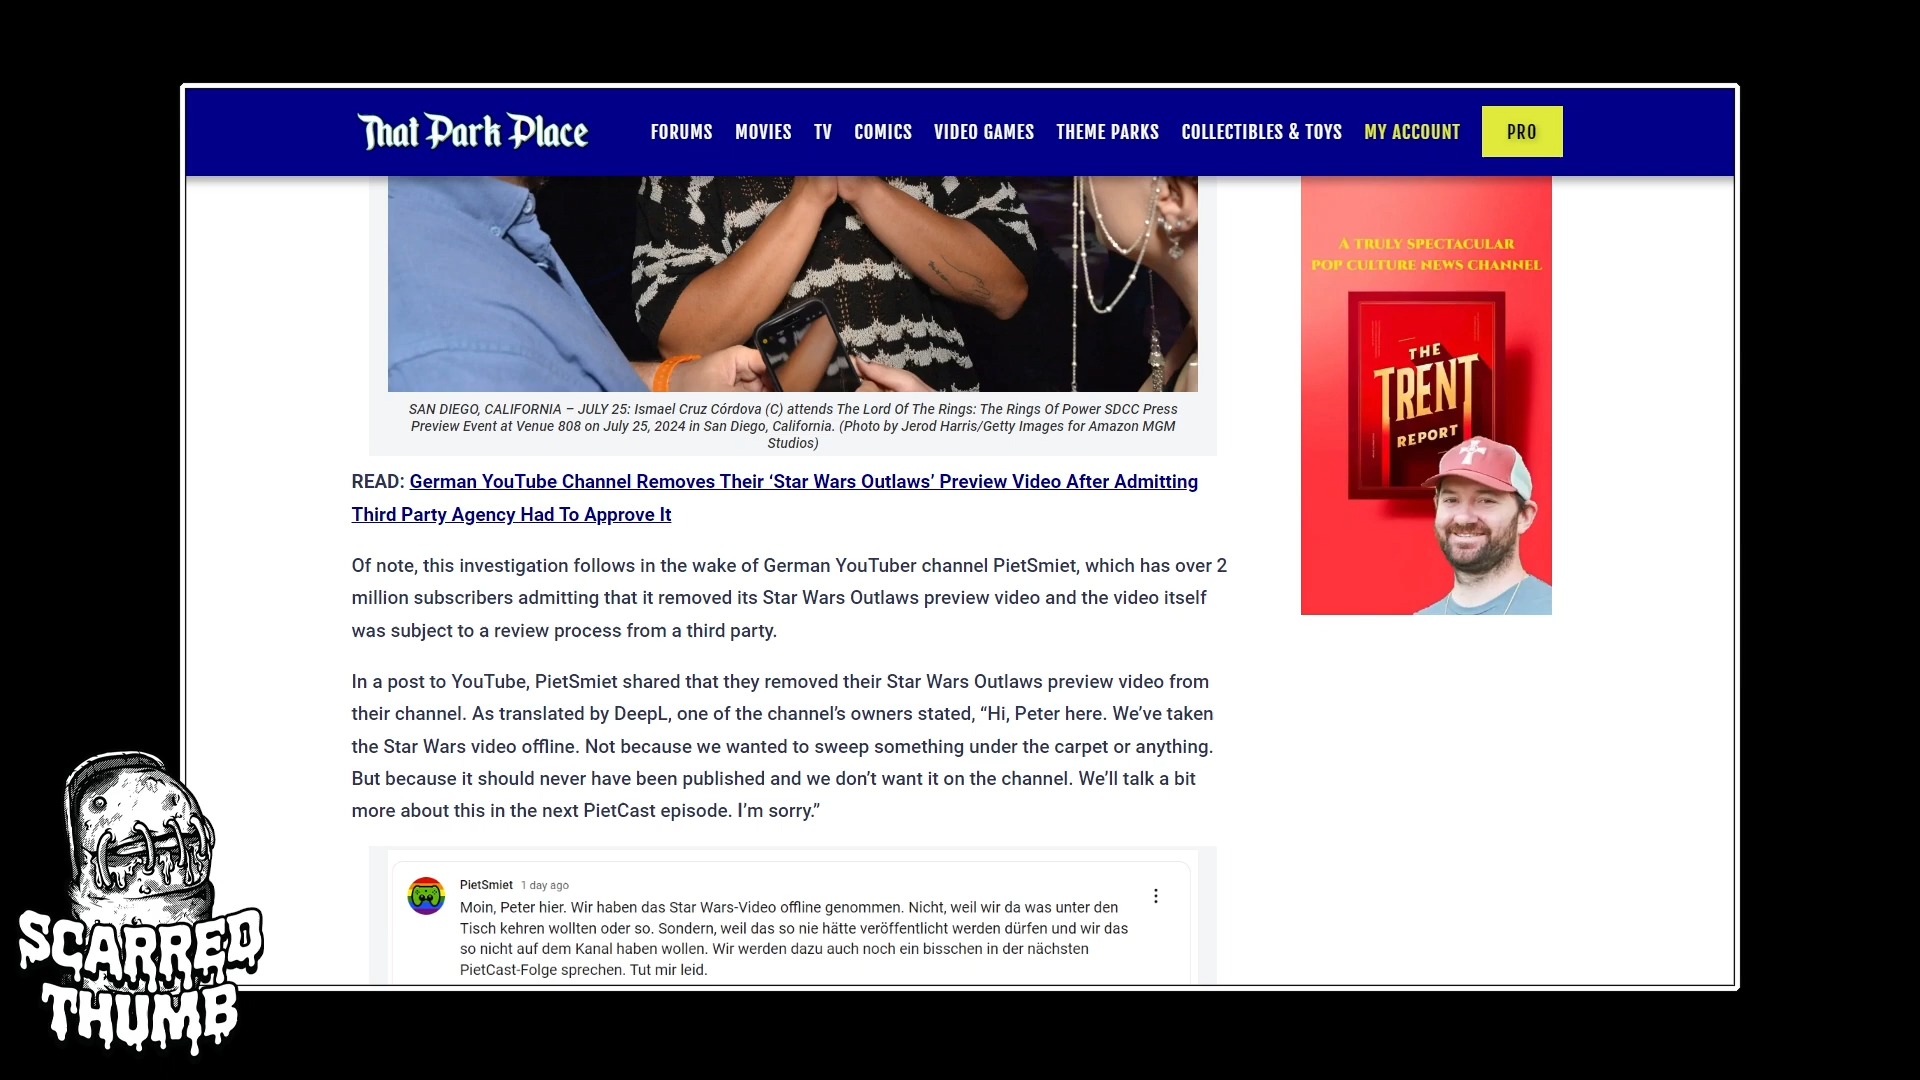 That Park Place
FORUMS MOVIES TV COMICS VIDEO GAMES THEME PARKS COLLECTIBLES & TOYS MY ACCOUNT PRO
SAN DIEGO, CALIFORNIA – JULY 25: Ismael Cruz Córdova (C) attends The Lord Of The Rings: The Rings Of Power SDCC Press
Preview Event at Venue 808 on July 25, 2024 in San Diego, California. (Photo by Jerod Harris/Getty Images for Amazon MGM
Studios)
READ: German YouTube Channel Removes Their ‘Star Wars Outlaws’ Preview Video After Admitting
Third Party Agency Had To Approve It
Of note, this investigation follows in the wake of German YouTuber channel PietSmiet, which has over 2
million subscribers admitting that it removed its Star Wars Outlaws preview video and the video itself
was subject to a review process from a third party.
In a post to YouTube, PietSmiet shared that they removed their Star Wars Outlaws preview video from
their channel. As translated by DeepL, one of the channel’s owners stated, “Hi, Peter here. We’ve taken
the Star Wars video offline. Not because we wanted to sweep something under the carpet or anything.
But because it should never have been published and we don’t want it on the channel. We’ll talk a bit
more about this in the next PietCast episode. I’m sorry.”
PietSmiet 1 day ago
Moin, Peter hier. Wir haben das Star Wars-Video offline genommen. Nicht, weil wir da was unter den
Tisch kehren wollten oder so. Sondern, weil das so nie hätte veröffentlicht werden dürfen und wir das
so nicht auf dem Kanal haben wollen. Wir werden dazu auch noch ein bisschen in der nächsten
PietCast-Folge sprechen. Tut mir leid.
A TRULY SPECTACULAR
POP CULTURE NEWS CHANNEL
THE
TRENT
REPORT
SCARRED
THUMB